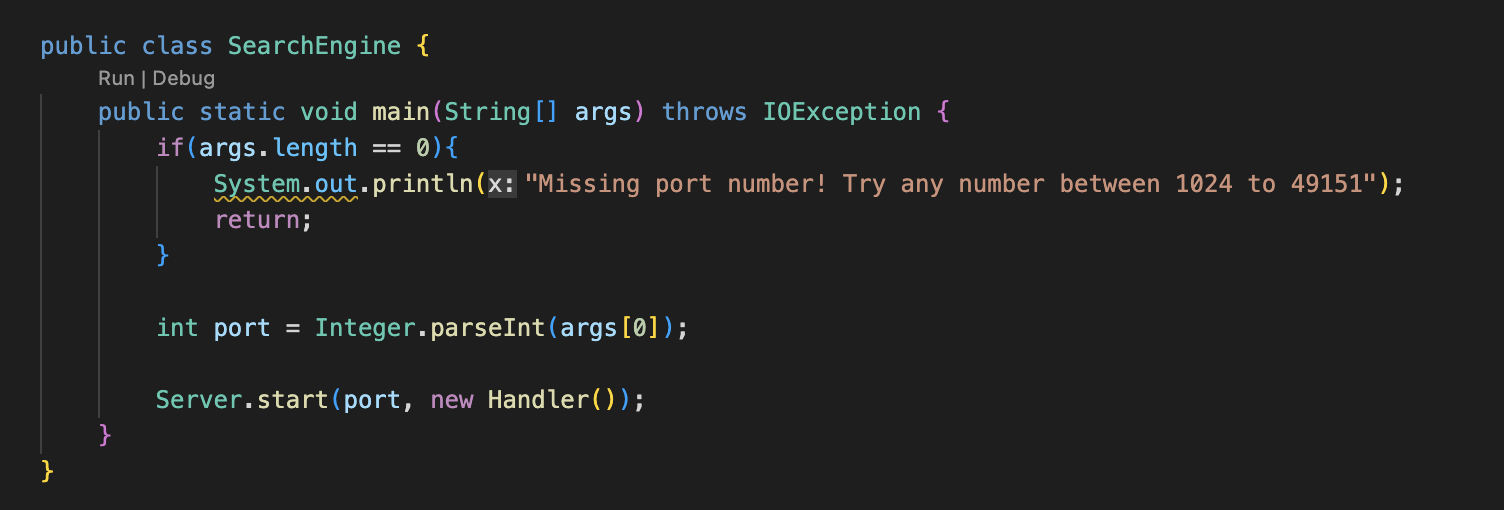 public class SearchEngine {
Run | Debug
public static void main(String[] args) throws IOException {
if(args.length == 0){
System.out.println(x: "Missing port number! Try any number between 1024 to 49151");
return;
}
int port = Integer.parseInt(args[0]);
Server.start(port, new Handler());
}
}